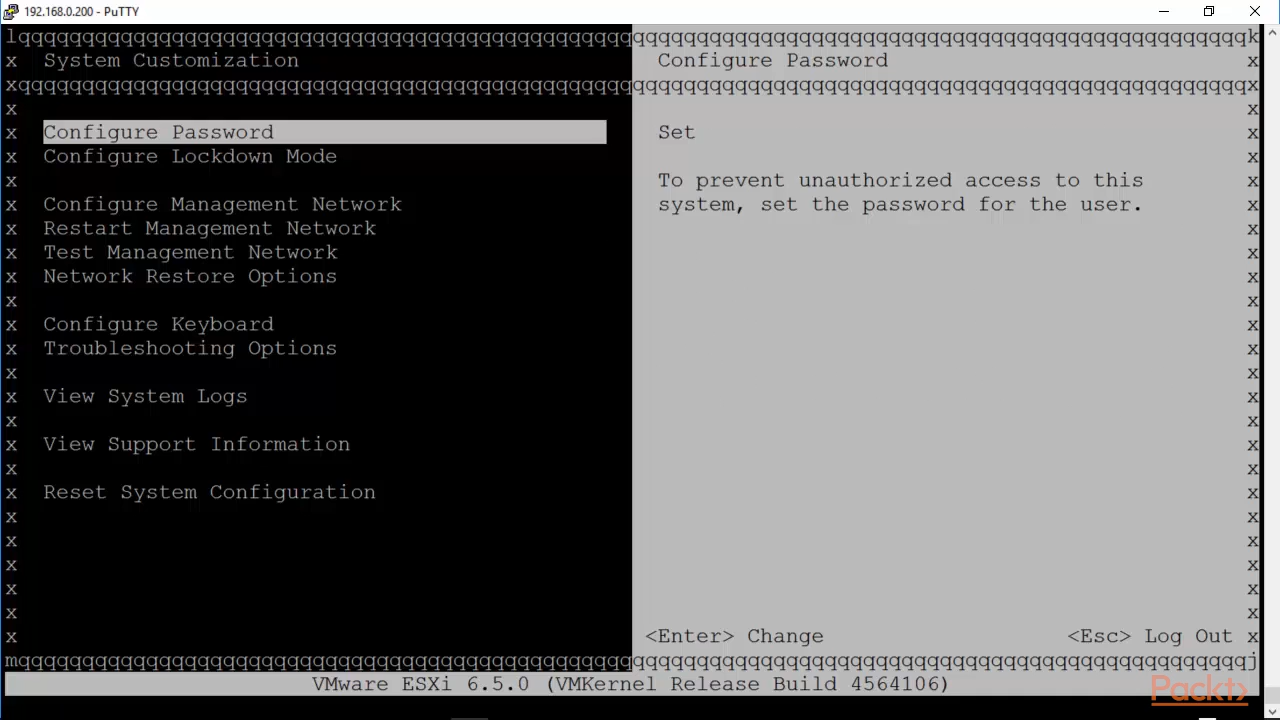 192.168.0.200 - PuTTY
lqqqqqqqqqqqqqqqqqqqqqqqqqqqqqqqqqqqqqqqqqqqqqqqqqqqqqqqqqqqqqqqqqqqqqqqqqqqqqqqqqqqqqqqqqqqqqqqqk
x System Customization Configure Password x
xqqqqqqqqqqqqqqqqqqqqqqqqqqqqqqqqqqqqqqqqqqqqqqqqqqqqqqqqqqqqqqqqqqqqqqqqqqqqqqqqqqqqqqqqqqqqqqqqx
x x
x Configure Password Set x
x Configure Lockdown Mode x
x To prevent unauthorized access to this x
x Configure Management Network system, set the password for the user. x
x Restart Management Network x
x Test Management Network x
x Network Restore Options x
x x
x Configure Keyboard x
x Troubleshooting Options x
x x
x View System Logs x
x x
x View Support Information x
x x
x Reset System Configuration x
x x
x x
x x
x x
x x
x <Enter> Change <Esc> Log Out x
mqqqqqqqqqqqqqqqqqqqqqqqqqqqqqqqqqqqqqqqqqqqqqqqqqqqqqqqqqqqqqqqqqqqqqqqqqqqqqqqqqqqqqqqqqqqqqqqqj
VMware ESXi 6.5.0 (VMKernel Release Build 4564106)
Packt>